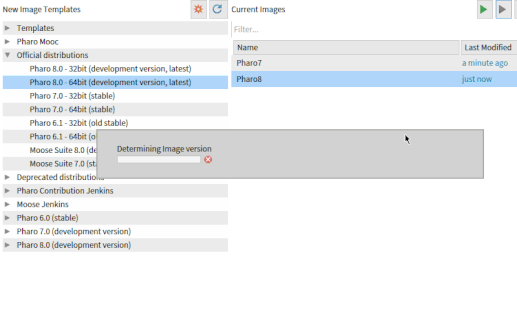 New Image Templates
Current Images
Templates
Pharo Mooc
Official distributions
Pharo 8.0 - 32bit (development version, latest)
Pharo 8.0 - 64bit (development version, latest)
Pharo 7.0 - 32bit (stable)
Pharo 7.0 - 64bit (stable)
Pharo 6.1 - 32bit (old stable)
Pharo 6.1 - 64bit (o
Moose Suite 8.0 (de
Moose Suite 7.0 (sta
Deprecated distributions
Pharo Contribution Jenkins
Moose Jenkins
Pharo 6.0 (stable)
Pharo 7.0 (development version)
Pharo 8.0 (development version)
Filter...
Name Last Modified
Pharo7 a minute ago
Pharo8 just now
Determining Image version